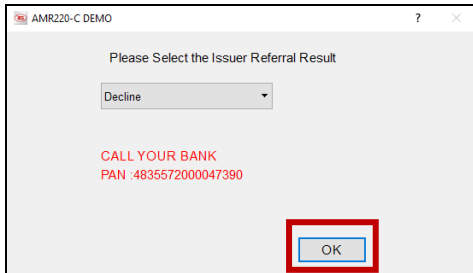 AMR220-C DEMO
?
Please Select the Issuer Referral Result
Decline
CALL YOUR BANK
PAN :4835572000047390
OK